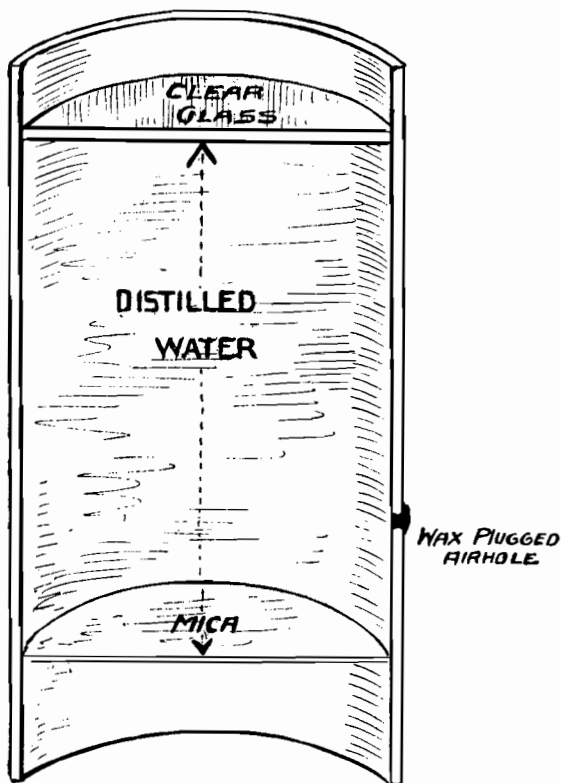 CLEAR
GLASS
DISTILLED
WATER
WAX PLUGGED
AIRHOLE
MICA